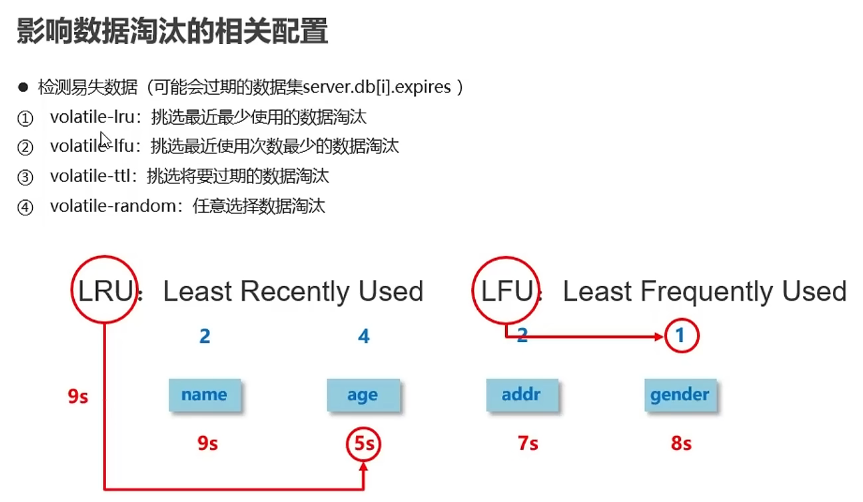 影响数据淘汰的相关配置
● 检测易失数据（可能会过期的数据集server.db[i].expires ）
① volatile-lru：挑选最近最少使用的数据淘汰
② volatile-lfu：挑选最近使用次数最少的数据淘汰
③ volatile-ttl：挑选将要过期的数据淘汰
④ volatile-random：任意选择数据淘汰
LRU：Least Recently Used LFU：Least Frequently Used
2 4 2 1
9s name age addr gender
9s 5s 7s 8s